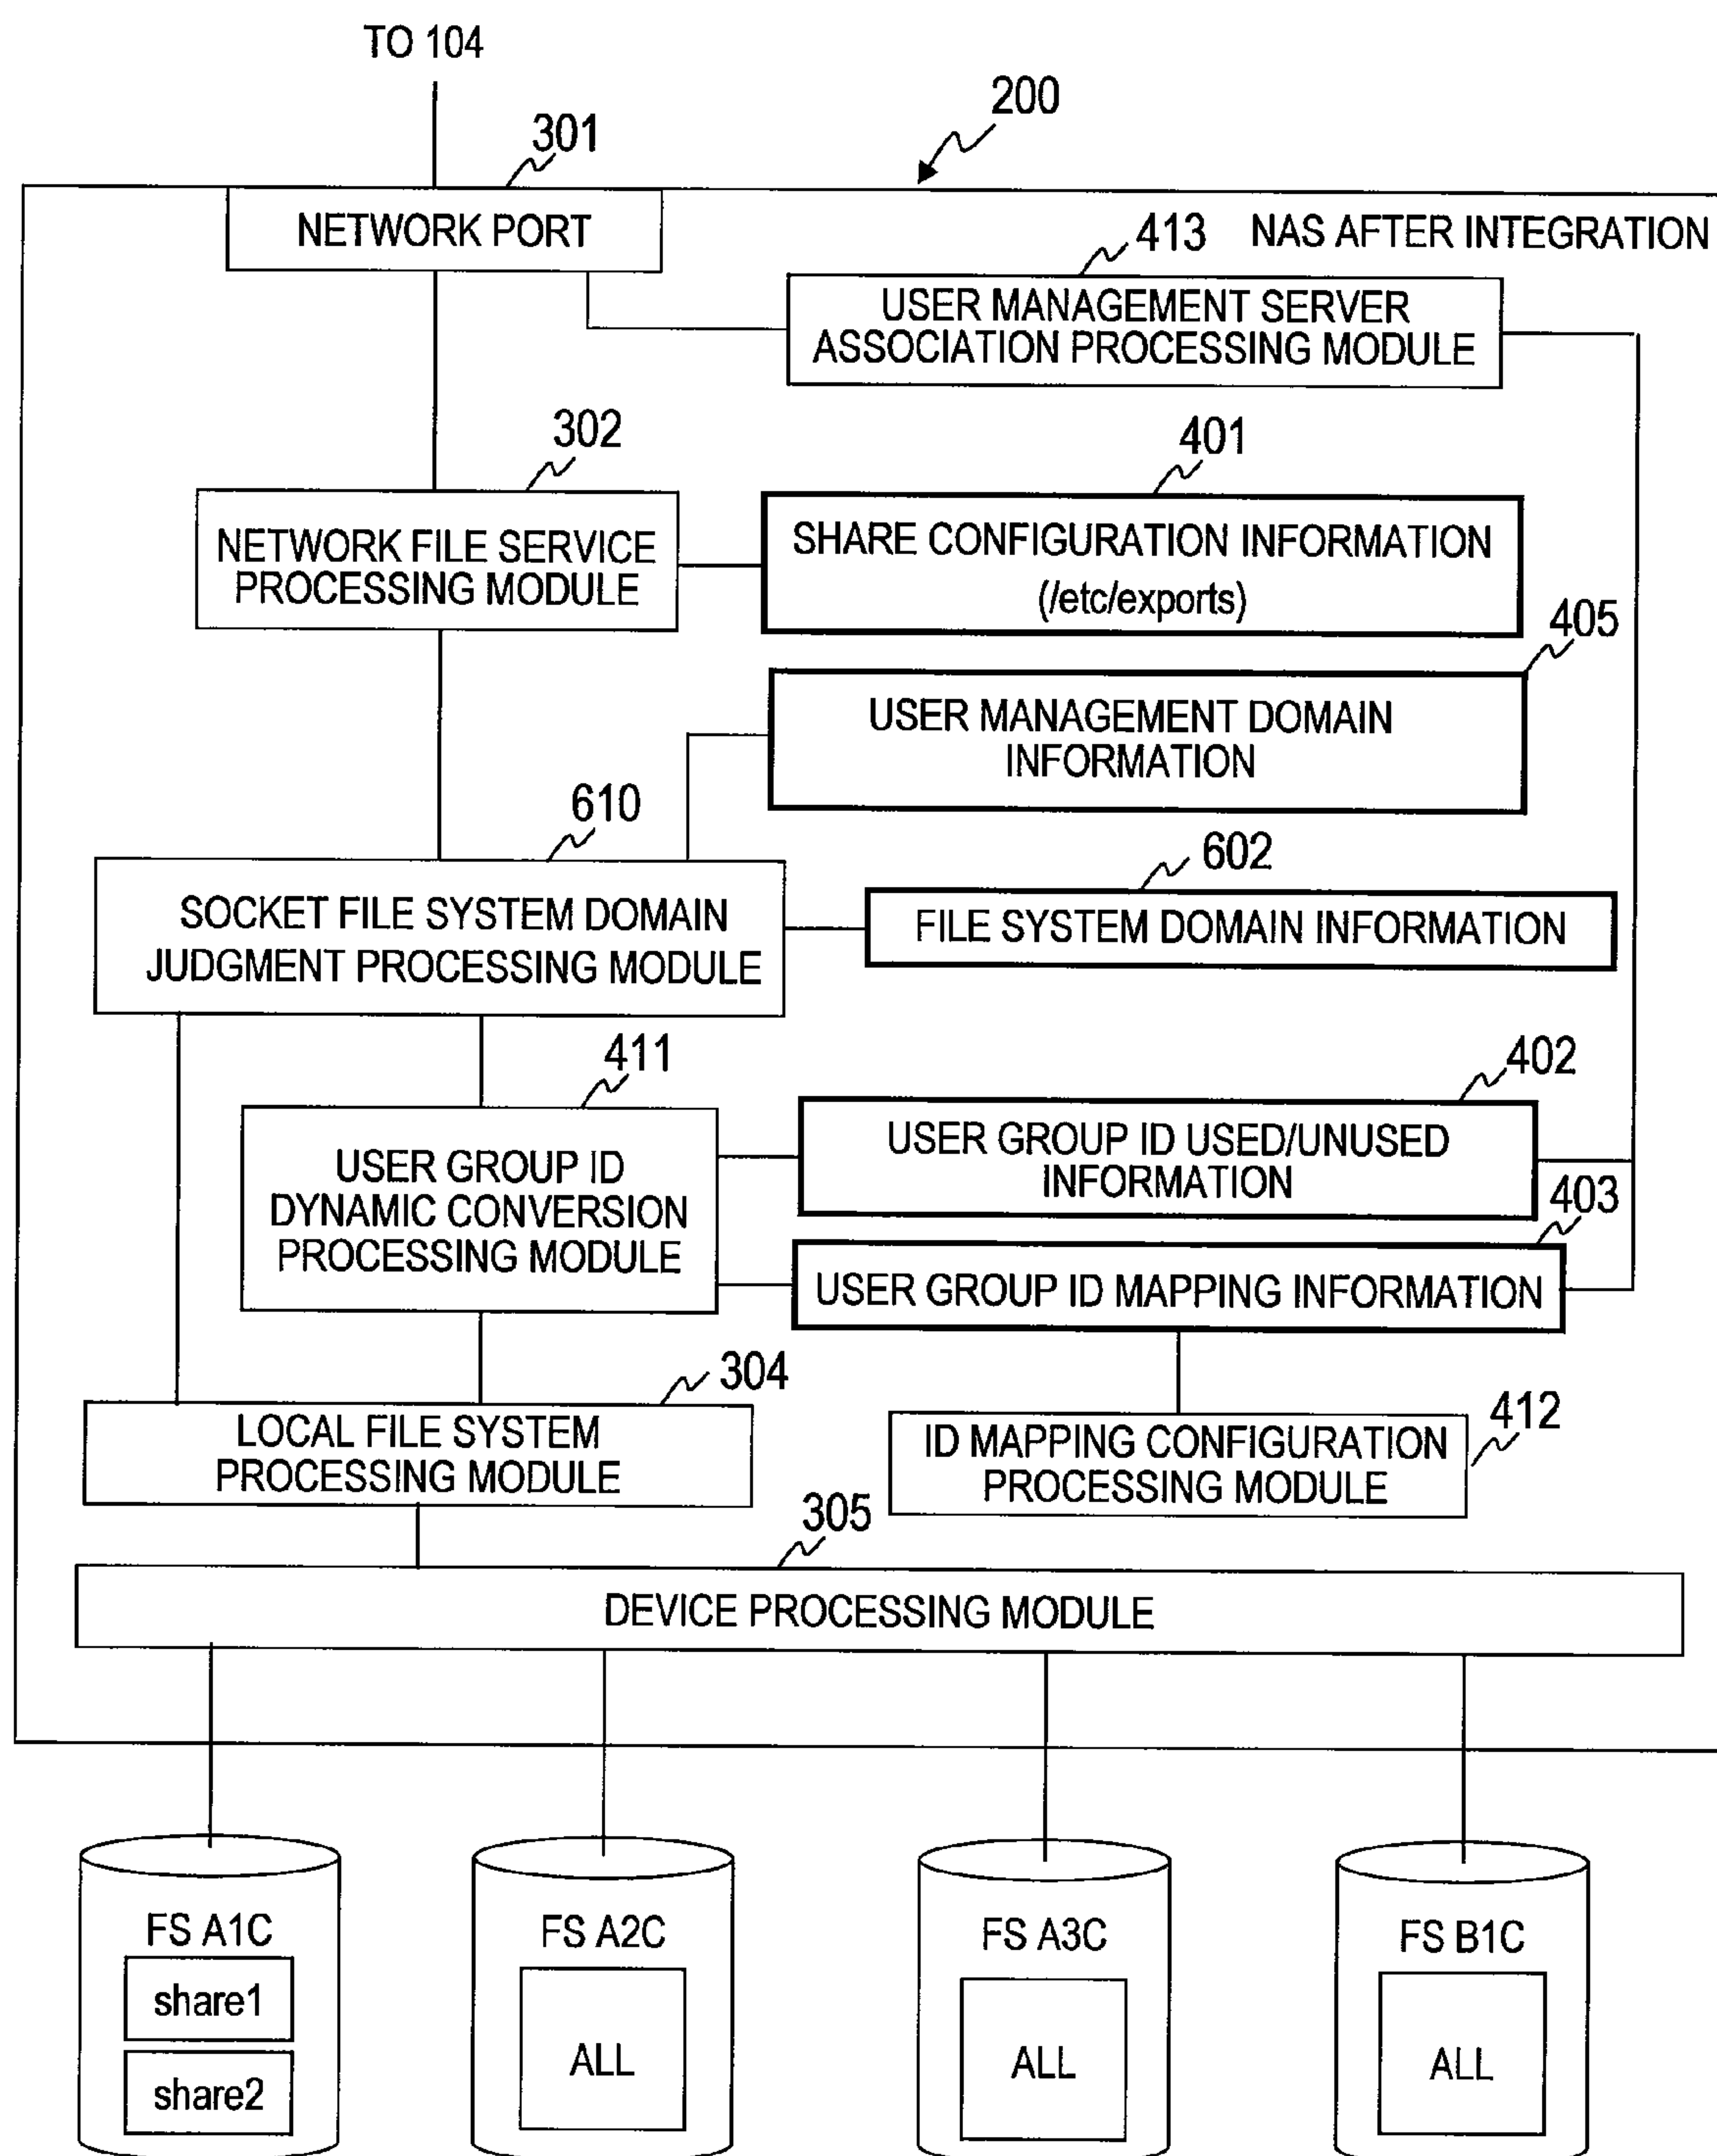 TO 104
200
301
NETWORK PORT
NAS AFTER INTEGRATION
413
USER MANAGEMENT SERVER
ASSOCIATION PROCESSING MODULE
302
401
NETWORK FILE SERVICE
PROCESSING MODULE
SHARE CONFIGURATION INFORMATION
(/etc/exports)
405
USER MANAGEMENT DOMAIN
INFORMATION
610
602
SOCKET FILE SYSTEM DOMAIN
JUDGMENT PROCESSING MODULE
FILE SYSTEM DOMAIN INFORMATION
411
402
USER GROUP ID
DYNAMIC CONVERSION
PROCESSING MODULE
USER GROUP ID USED/UNUSED
INFORMATION
403
USER GROUP ID MAPPING INFORMATION
304
LOCAL FILE SYSTEM
PROCESSING MODULE
412
ID MAPPING CONFIGURATION
PROCESSING MODULE
305
DEVICE PROCESSING MODULE
FS A1C
share1
share2
FS A2C
ALL
FS A3C
ALL
FS B1C
ALL